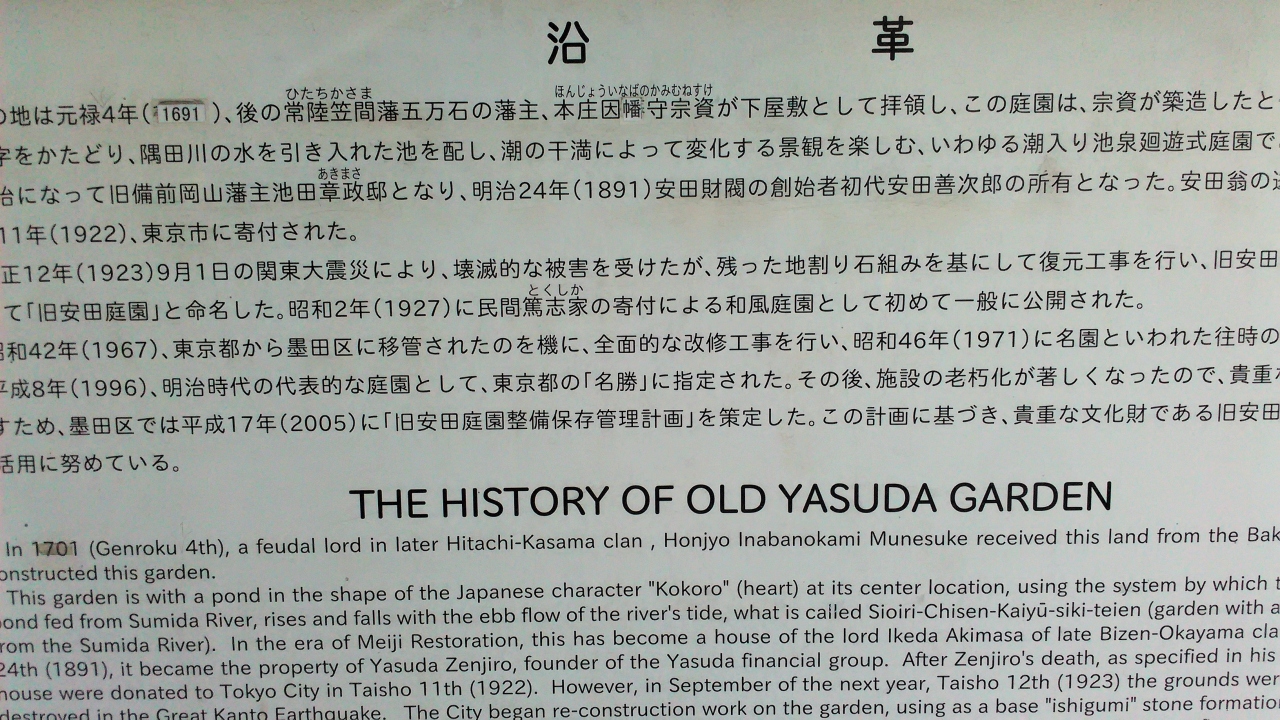 沿革
の地は元禄4年(1691)、後の常陸笠間藩五万石の藩主、本庄因幡守宗資が下屋敷として拝領し、この庭園は、宗資が築造したと
字をかたどり、隅田川の水を引き入れた池を配し、潮の干満によって変化する景観を楽しむ、いわゆる潮入り池泉廻遊式庭園で
治になって旧備前岡山藩主池田章政邸となり、明治24年(1891)安田財閥の創始者初代安田善次郎の所有となった。安田翁の
11年(1922)、東京市に寄付された。
正12年(1923)9月1日の関東大震災により、壊滅的な被害を受けたが、残った地割り石組みを基にして復元工事を行い、旧安田
て「旧安田庭園」と命名した。昭和2年(1927)に民間篤志家の寄付による和風庭園として初めて一般に公開された。
昭和42年(1967)、東京都から墨田区に移管されたのを機に、全面的な改修工事を行い、昭和46年(1971)に名園といわれた往時の
平成8年(1996)、明治時代の代表的な庭園として、東京都の「名勝」に指定された。その後、施設の老朽化が著しくなったので、貴重
すため、墨田区では平成17年(2005)に「旧安田庭園整備保存管理計画」を策定した。この計画に基づき、貴重な文化財である旧安田
活用に努めている。
THE HISTORY OF OLD YASUDA GARDEN
In 1701 (Genroku 4th), a feudal lord in later Hitachi-Kasama clan , Honjyo Inabanokami Munesuke received this land from the Bak
onstructed this garden.
This garden is with a pond in the shape of the Japanese character "Kokoro" (heart) at its center location, using the system by which t
pond fed from Sumida River, rises and falls with the ebb flow of the river's tide, what is called Sioiri-Chisen-Kaiyū-siki-teien (garden with a
from the Sumida River). In the era of Meiji Restoration, this has become a house of the lord Ikeda Akimasa of late Bizen-Okayama cla
24th (1891), it became the property of Yasuda Zenjiro, founder of the Yasuda financial group. After Zenjiro's death, as specified in his
house were donated to Tokyo City in Taisho 11th (1922). However, in September of the next year, Taisho 12th (1923) the grounds wer
destroyed in the Great Kanto Earthquake. The City began re-construction work on the garden, using as a base "ishigumi" stone formatio